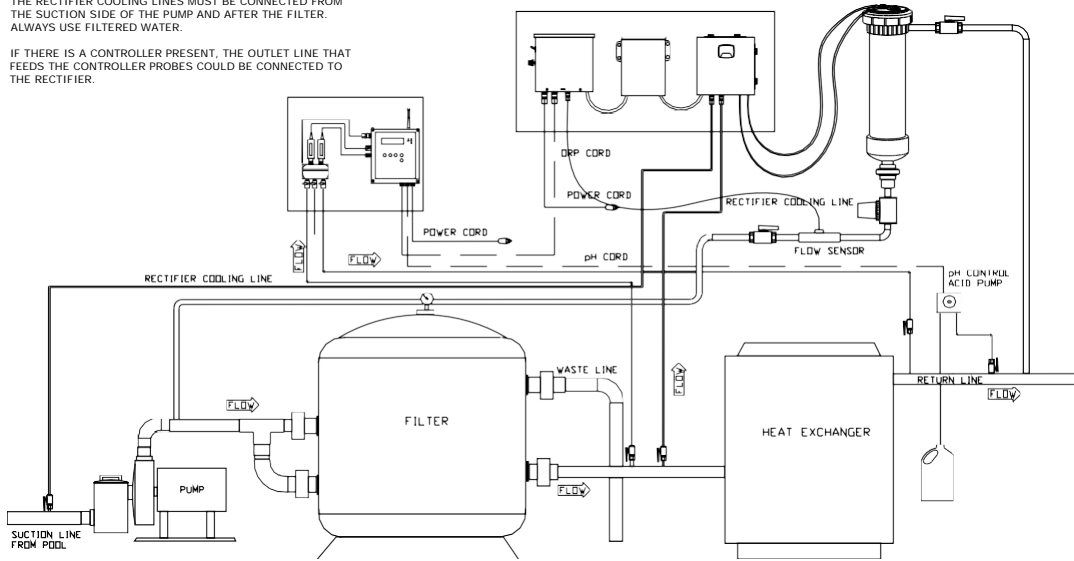 THE RECTIFIER COOLING LINES MUST BE CONNECTED FROM
THE SUCTION SIDE OF THE PUMP AND AFTER THE FILTER.
ALWAYS USE FILTERED WATER.
IF THERE IS A CONTROLLER PRESENT, THE OUTLET LINE THAT
FEEDS THE CONTROLLER PROBES COULD BE CONNECTED TO
THE RECTIFIER.
ORP CORD
POWER CORD
RECTIFIER COOLING LINE
POWER CORD
FLOW SENSOR
FLOW
FLOW
pH CORD
RECTIFIER COOLING LINE
pH CONTROL
ACID PUMP
WASTE LINE
FLOW
RETURN LINE
FLOW
FLOW
FILTER
HEAT EXCHANGER
PUMP
FLOW
SUCTION LINE
FROM POOL